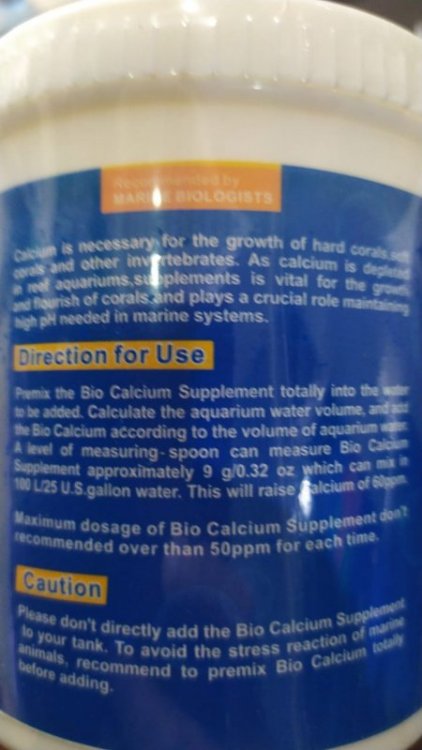 Recommended by
MARINE BIOLOGISTS
Calcium is necessary for the growth of hard corals, soft
corals and other invertebrates. As calcium is depleted
in reef aquariums,supplements is vital for the growth
and flourish of corals and plays a crucial role maintaining
high pH needed in marine systems.
Direction for Use
Premix the Bio Calcium Supplement totally into the water
to be added. Calculate the aquarium water volume, and add
the Bio Calcium according to the volume of aquarium water.
A level of measuring-spoon can measure Bio Calcium
Supplement approximately 9 g/0.32 oz which can mix in
100 L/25 U.S.gallon water. This will raise calcium of 60ppm.
Maximum dosage of Bio Calcium Supplement don't
recommended over than 50ppm for each time.
Caution
Please don't directly add the Bio Calcium Supplement
to your tank. To avoid the stress reaction of marine
animals, recommend to premix Bio Calcium totally
before adding.